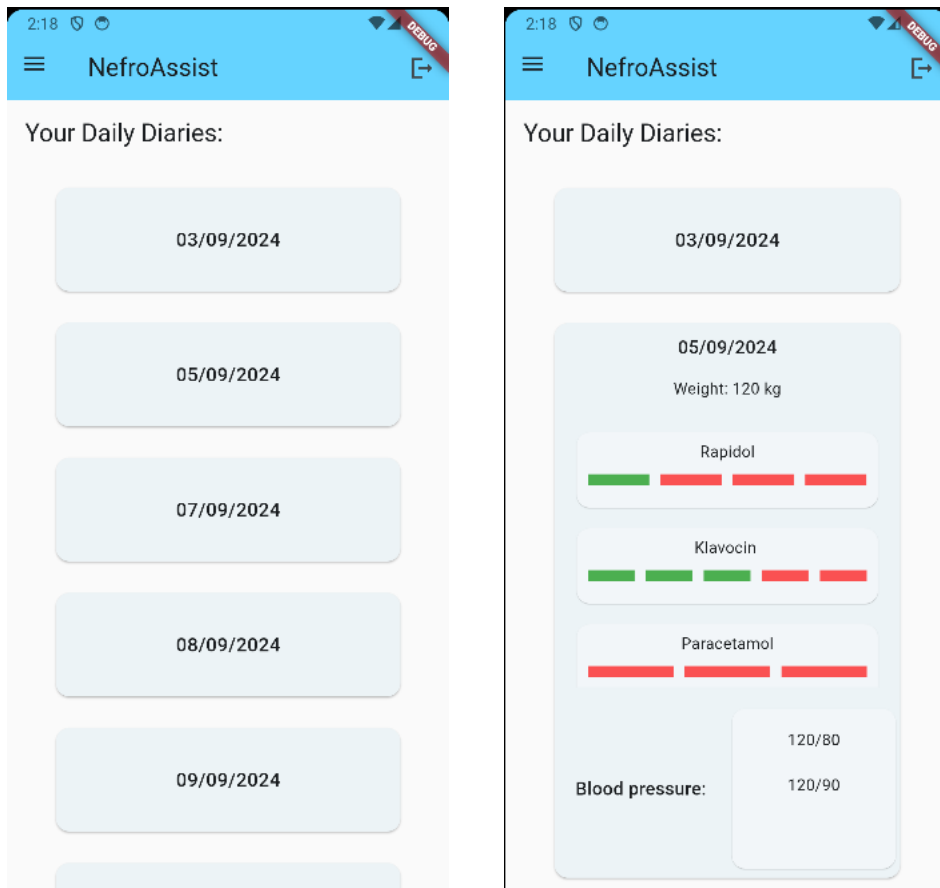 2:18
DEBUG
NefroAssist
Your Daily Diaries:
03/09/2024
05/09/2024
07/09/2024
08/09/2024
09/09/2024
2:18
DEBUG
NefroAssist
Your Daily Diaries:
03/09/2024
05/09/2024
Weight: 120 kg
Rapidol
Klavocin
Paracetamol
120/80
Blood pressure: 120/90